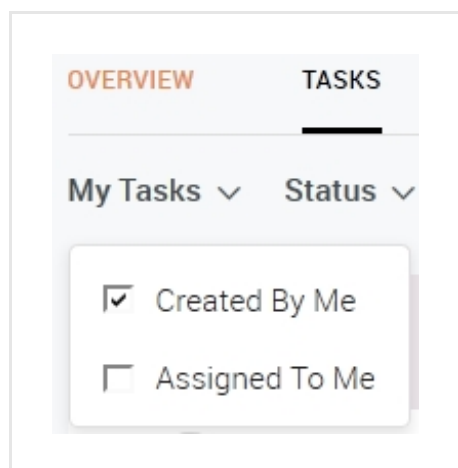 OVERVIEW TASKS
My Tasks Status
Created By Me
Assigned To Me